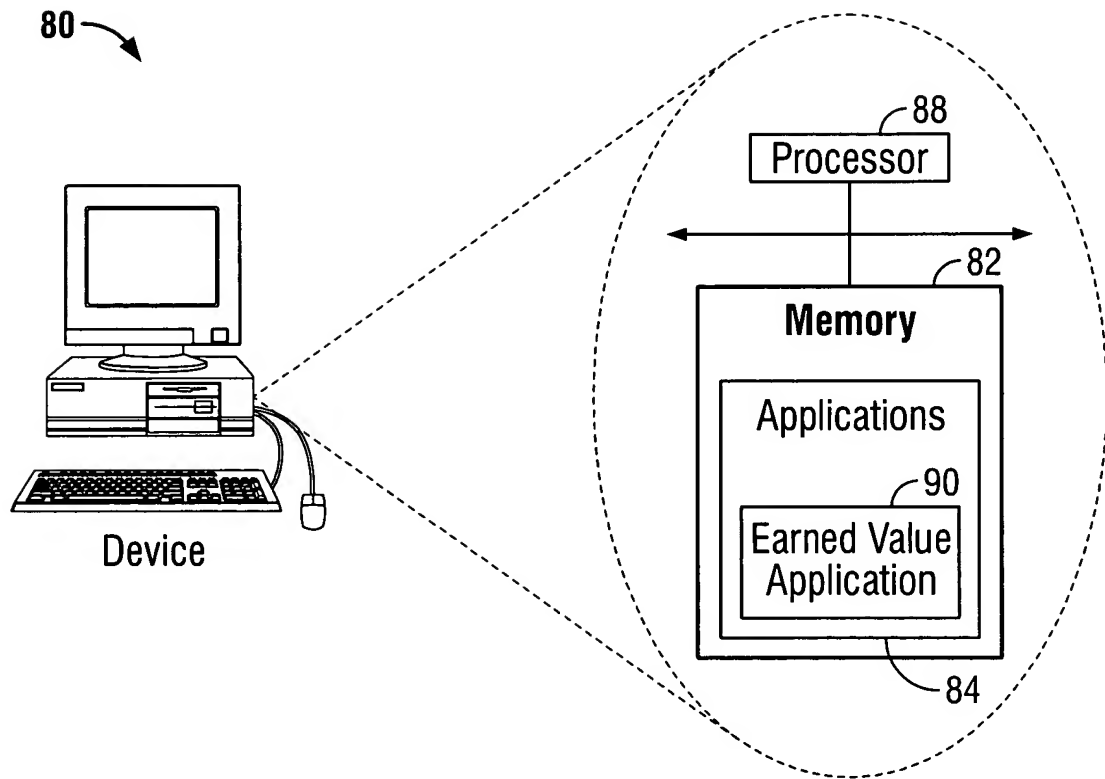 80
88
Processor
82
Memory
Applications
90
Earned Value
Application
84
Device